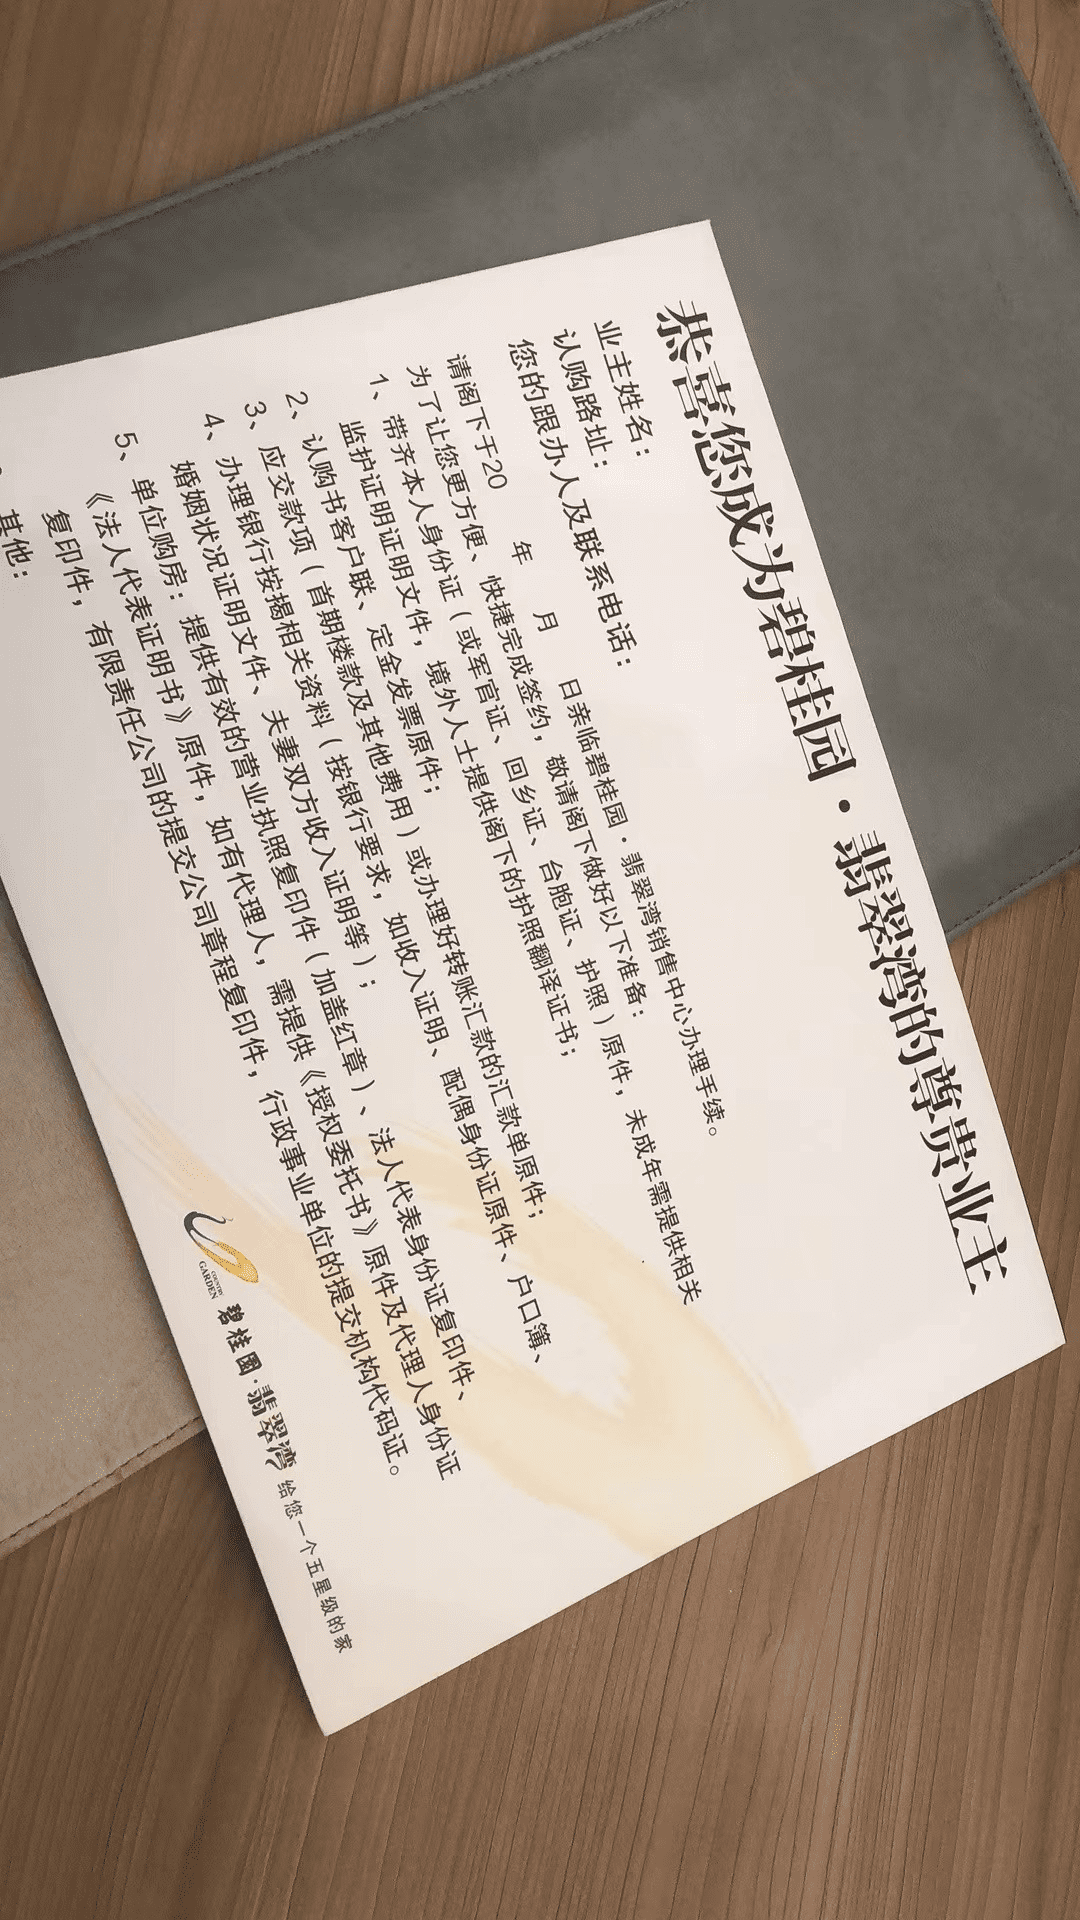 恭喜您成为碧桂园·翡翠湾的尊贵业主
业主姓名：
认购路址：
您的跟办人及联系电话：
请阁下于20 年 月 日亲临碧桂园·翡翠湾销售中心办理手续。
为了让您更方便、快捷完成签约，敬请阁下做好以下准备：
1、带齐本人身份证（或军官证、回乡证、台胞证、护照）原件，未成年需提供相关
监护证明证明文件，境外人士提供阁下的护照翻译证书；
2、认购书客户联、定金发票原件；
3、应交款项（首期楼款及其他费用）或办理好转账汇款的汇款单原件；
4、办理银行按揭相关资料（按银行要求，如收入证明、配偶身份证原件、户口簿、
婚姻状况证明文件、夫妻双方收入证明等）；
5、单位购房：提供有效的营业执照复印件（加盖红章）、法人代表身份证复印件、
《法人代表证明书》原件，如有代理人，需提供《授权委托书》原件及代理人身份证
复印件，有限责任公司的提交公司章程复印件，行政事业单位的提交机构代码证。
其他：
COUNTRY
GARDEN
碧桂園·翡翠湾 给您一个五星级的家